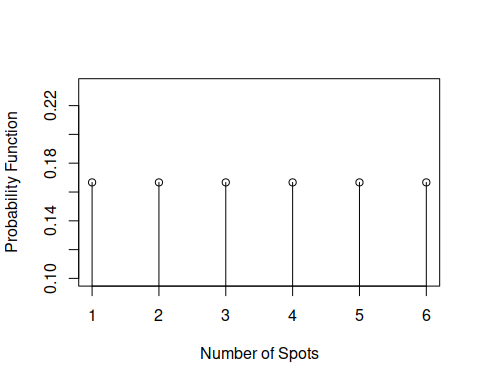 Probability Function
0.22
0.18
0.14
0.10
1 2 3 4 5 6
Number of Spots